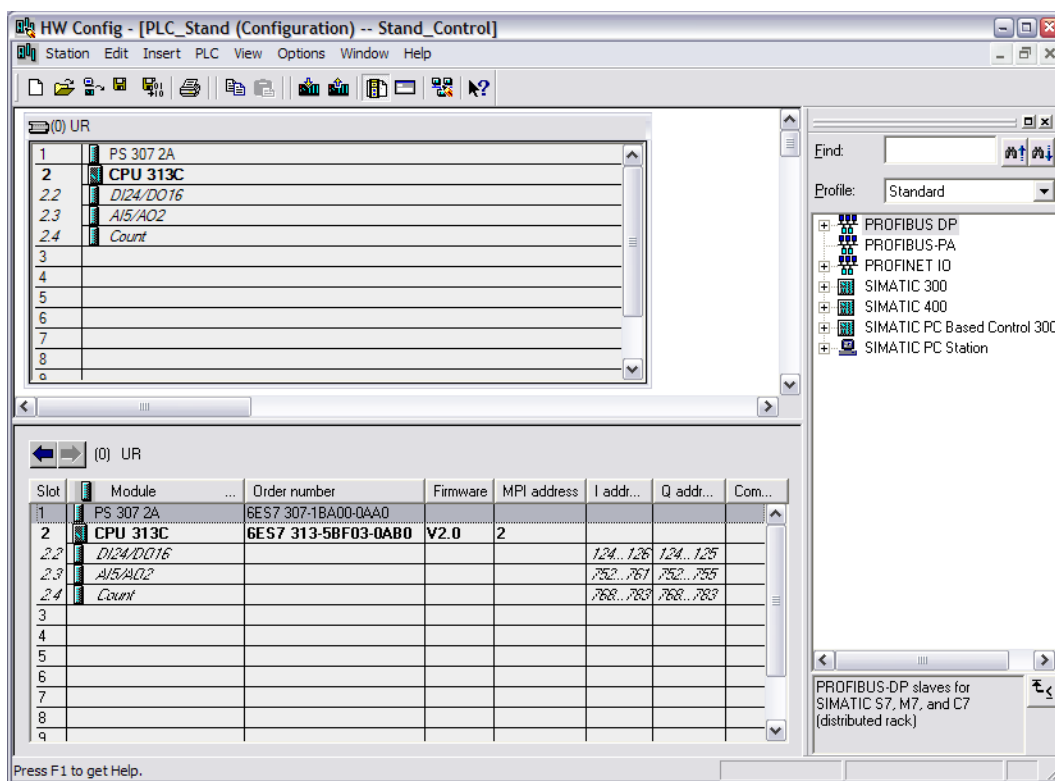 HW Config - [PLC_Stand (Configuration) -- Stand_Control]
Station Edit Insert PLC View Options Window Help
(0) UR
1 PS 307 2A
2 CPU 313C
2.2 DI24/DO16
2.3 AI5/AO2
2.4 Count
3
4
5
6
7
8
9
Find:
Profile: Standard
PROFIBUS DP
PROFIBUS-PA
PROFINET IO
SIMATIC 300
SIMATIC 400
SIMATIC PC Based Control 300
SIMATIC PC Station
(0) UR
Slot Module ... Order number Firmware MPI address I addr... Q addr... Com...
1 PS 307 2A 6ES7 307-1BA00-0AA0
2 CPU 313C 6ES7 313-5BF03-0AB0 V2.0 2
2.2 DI24/DO16 124...126 124...125
2.3 AI5/AO2 752...761 752...755
2.4 Count 768...783 768...783
3
4
5
6
7
8
9
PROFIBUS-DP slaves for
SIMATIC S7, M7, and C7
(distributed rack)
Press F1 to get Help.